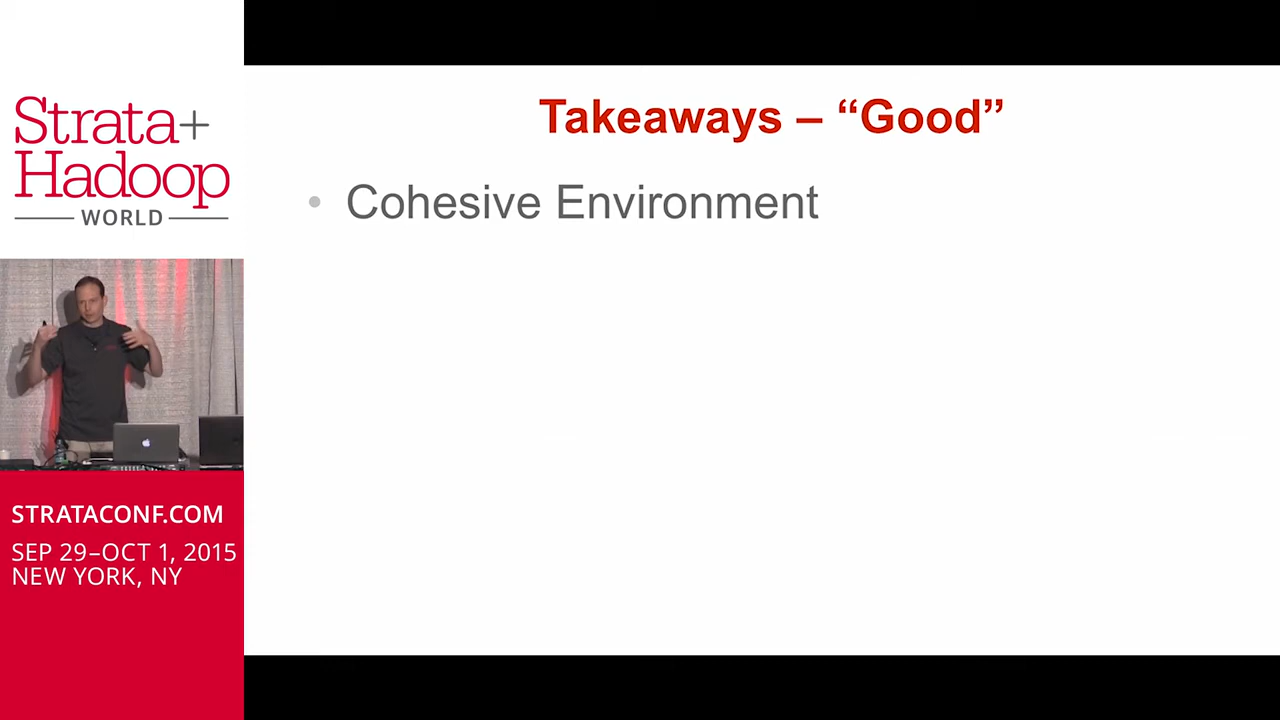 Strata+
Hadoop
WORLD
STRATACONF.COM
SEP 29–OCT 1, 2015
NEW YORK, NY
Takeaways – “Good”
• Cohesive Environment